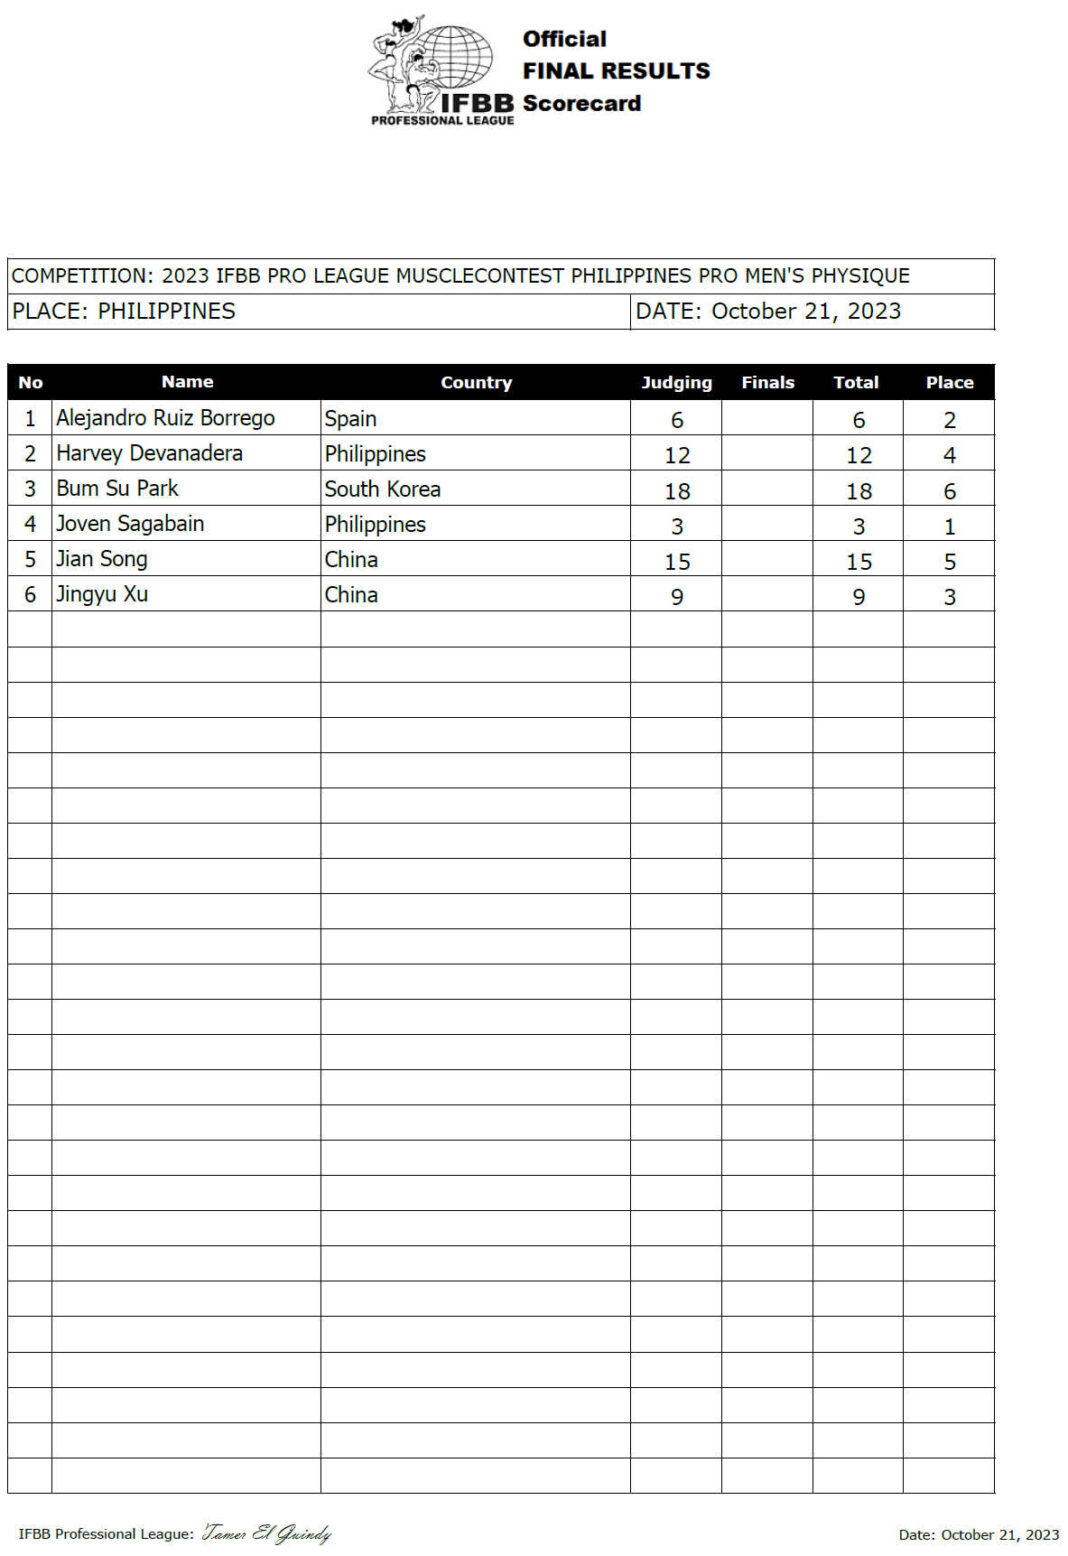 Official
FINAL RESULTS
IFBB Scorecard
PROFESSIONAL LEAGUE
COMPETITION: 2023 IFBB PRO LEAGUE MUSCLECONTEST PHILIPPINES PRO MEN'S PHYSIQUE
PLACE: PHILIPPINES DATE: October 21, 2023
No Name Country Judging Finals Total Place
1 Alejandro Ruiz Borrego Spain 6 6 2
2 Harvey Devanadera Philippines 12 12 4
3 Bum Su Park South Korea 18 18 6
4 Joven Sagabain Philippines 3 3 1
5 Jian Song China 15 15 5
6 Jingyu Xu China 9 9 3
IFBB Professional League: Tamer El Guindy Date: October 21, 2023